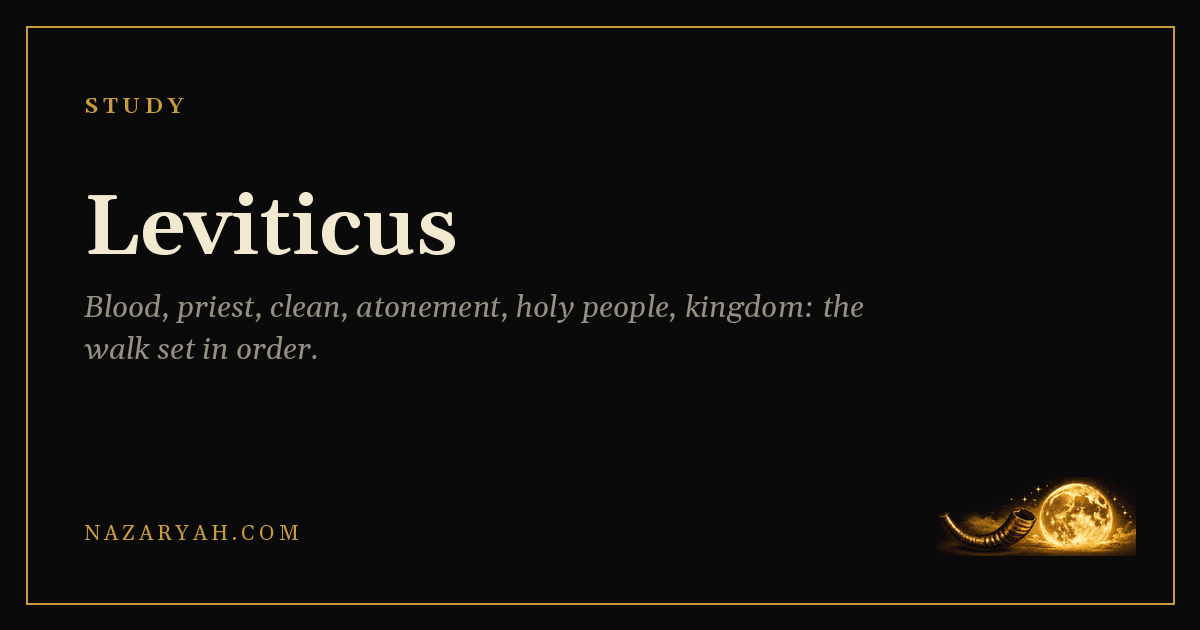 STUDY
Leviticus
Blood, priest, clean, atonement, holy people, kingdom: the
walk set in order.
NAZARYAH.COM